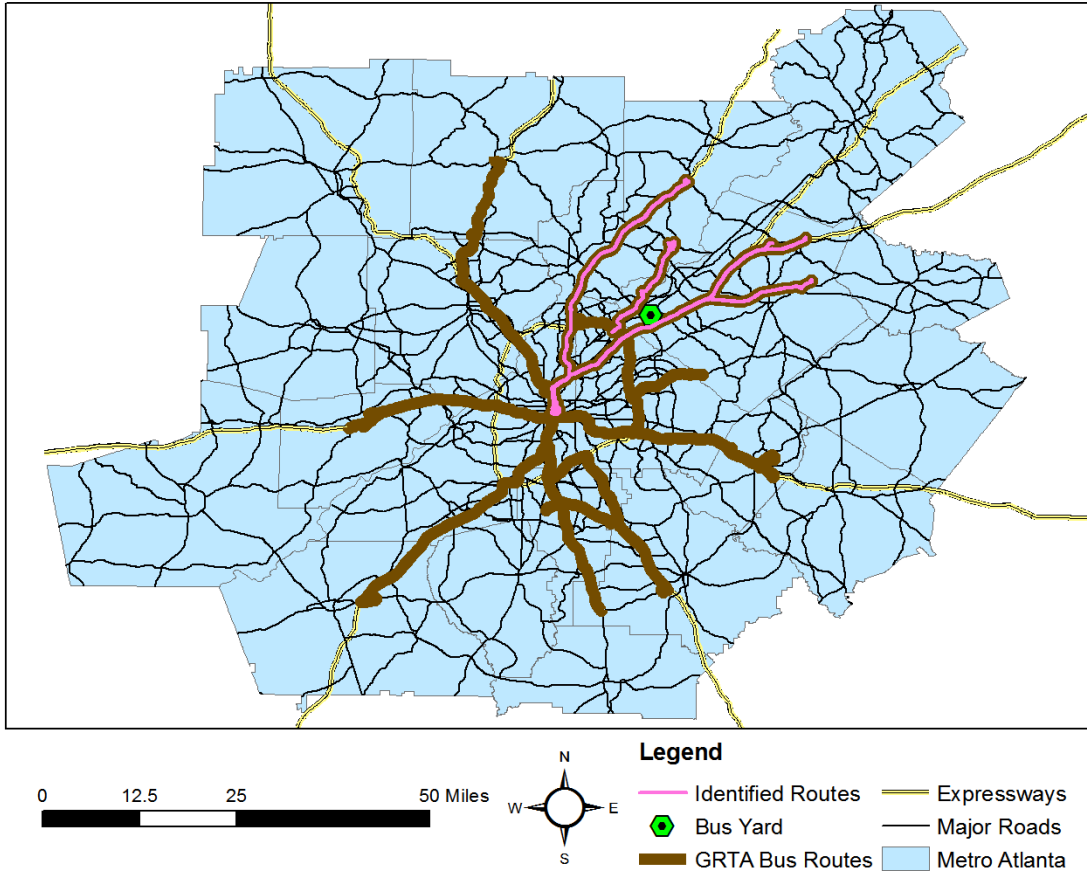 0 12.5 25 50 Miles
N
W E
S
Legend
Identified Routes
Bus Yard
GRTA Bus Routes
Expressways
Major Roads
Metro Atlanta